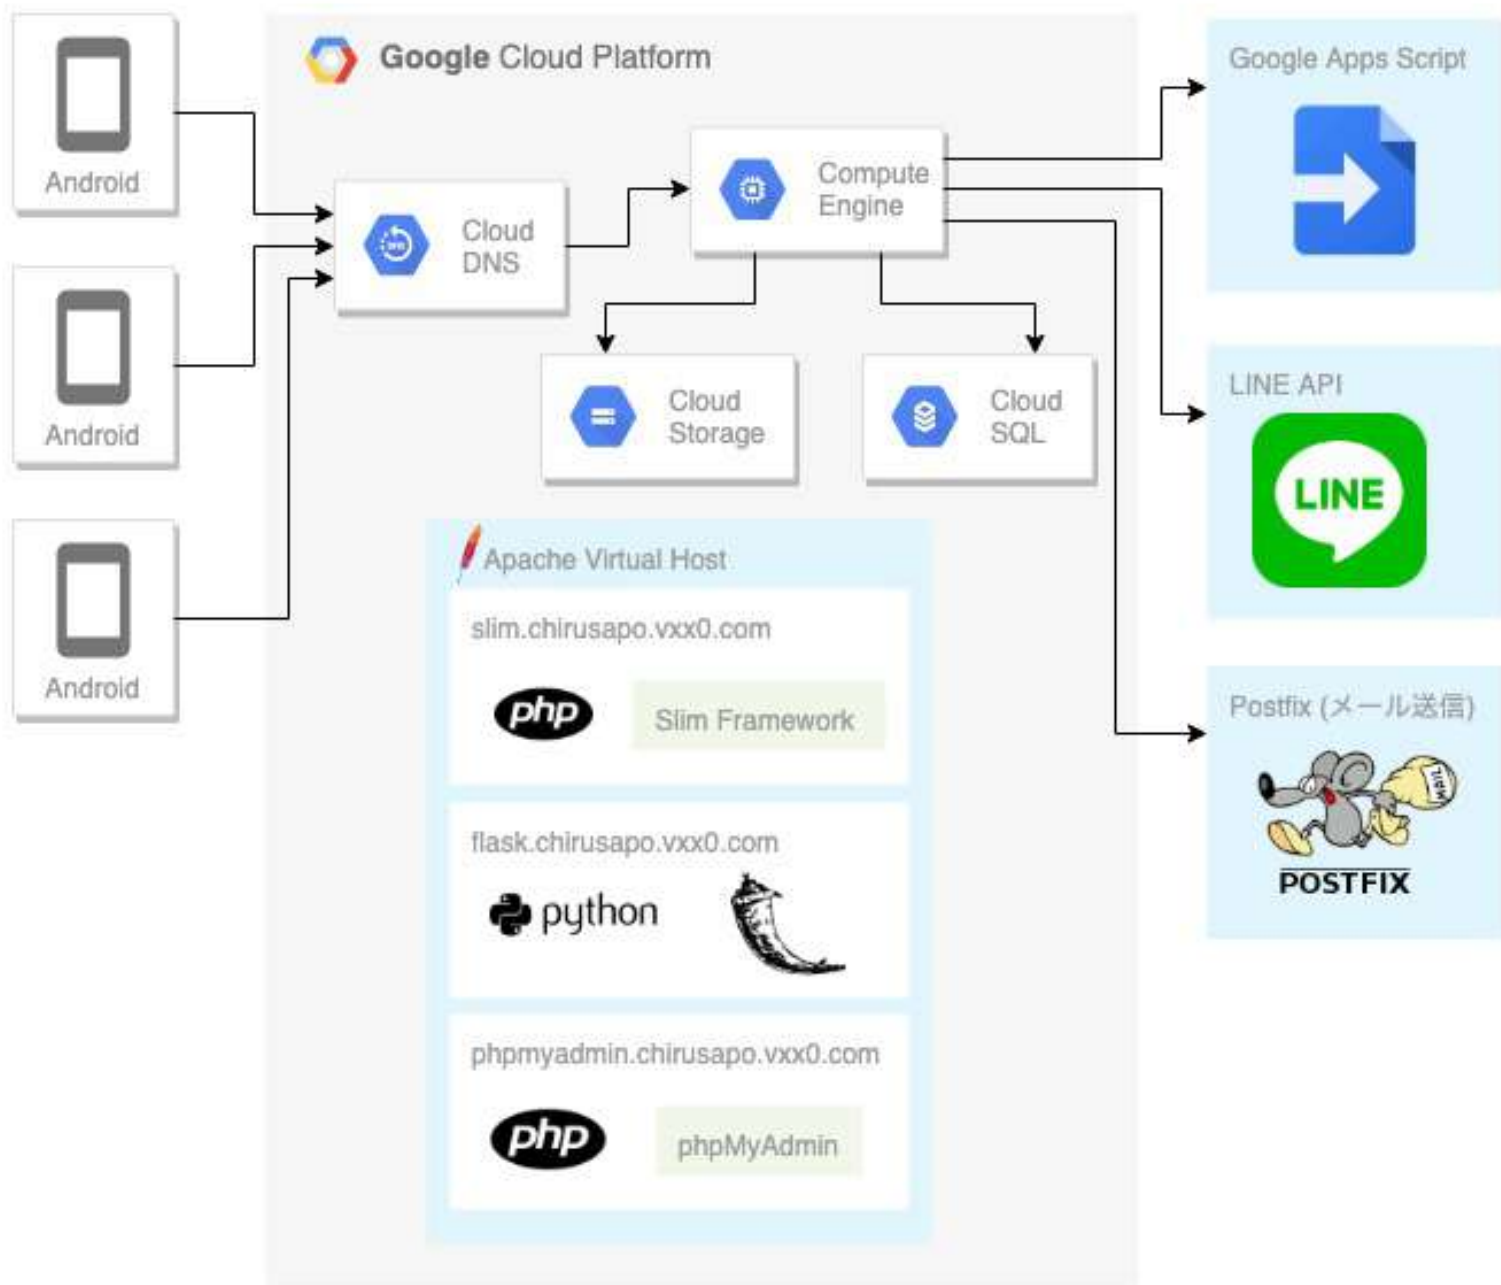 Google Cloud Platform
Android
Android
Android
Cloud
DNS
Compute
Engine
Cloud
Storage
Cloud
SQL
Apache Virtual Host
slim.chirusapo.vxx0.com
php
Slim Framework
flask.chirusapo.vxx0.com
python
phpmyadmin.chirusapo.vxx0.com
php
phpMyAdmin
Google Apps Script
LINE API
LINE
Postfix (メール送信)
MAIL
POSTFIX